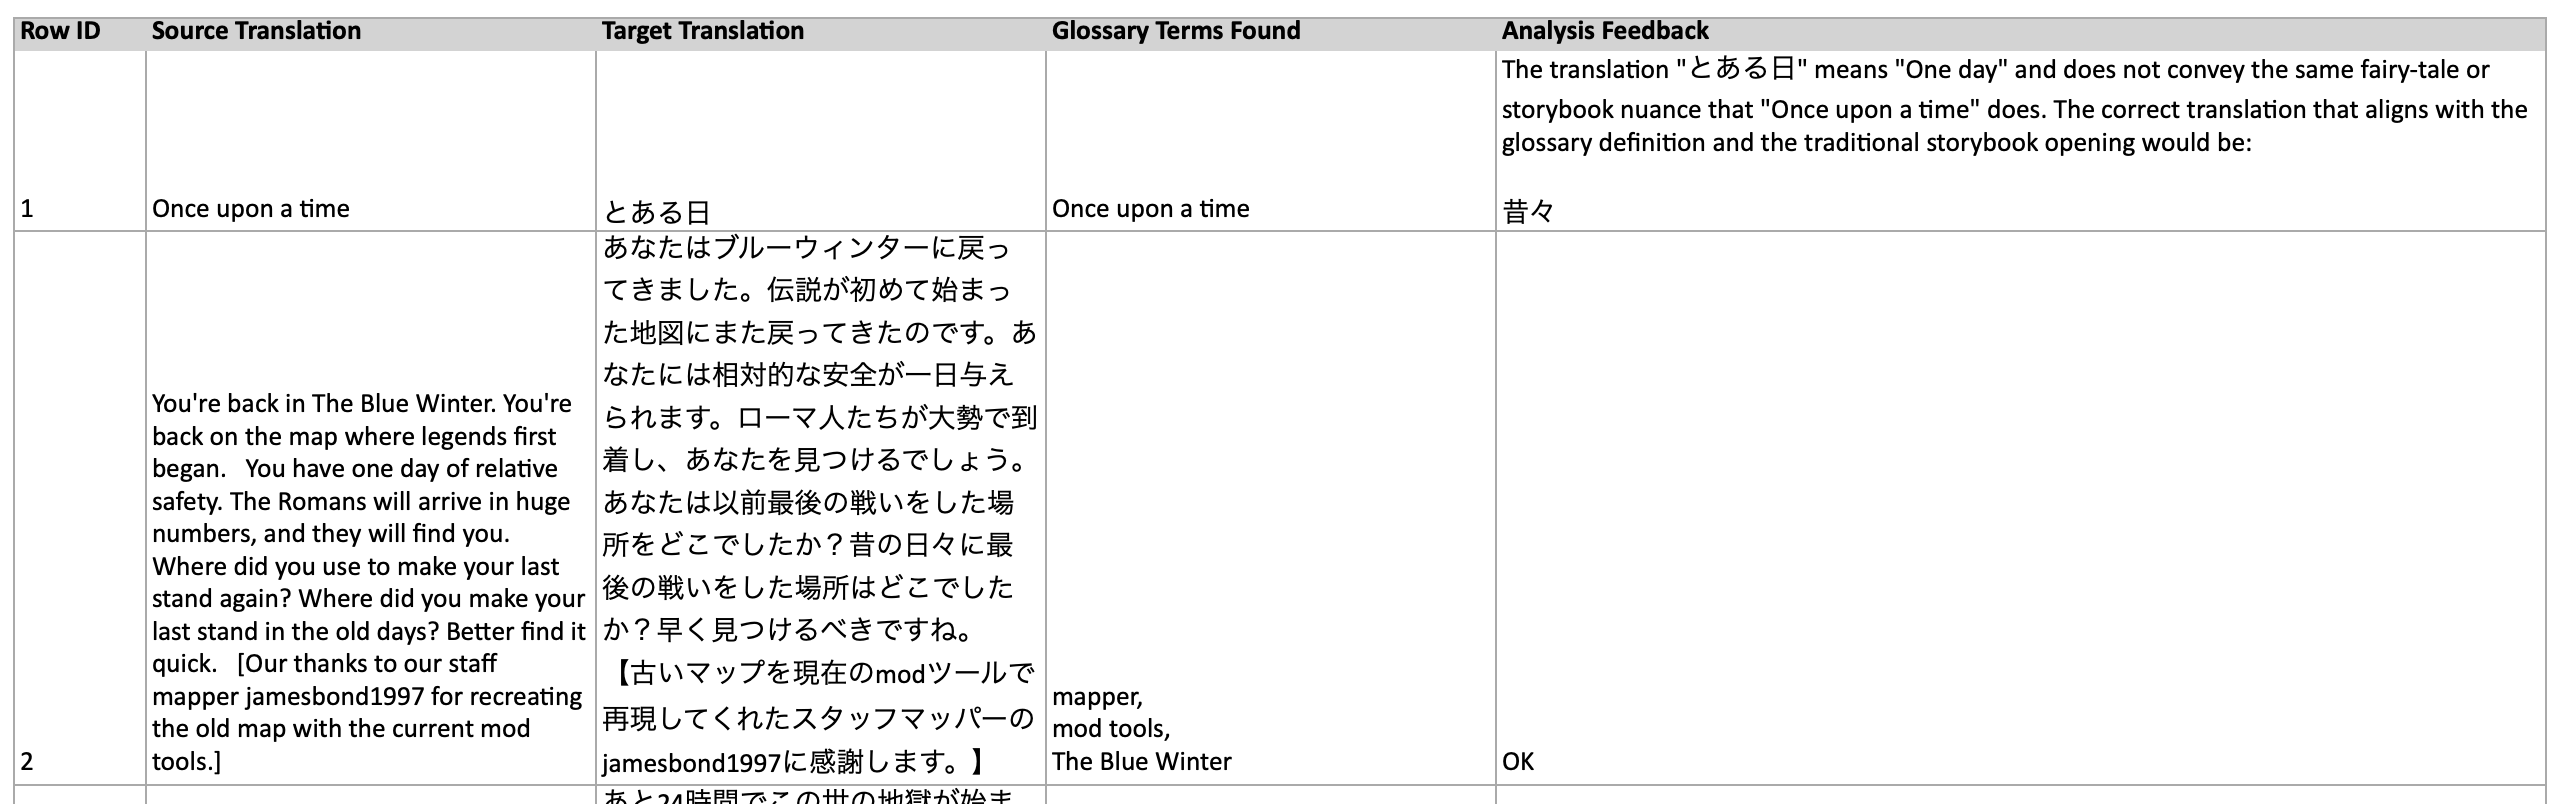 Row ID
Source Translation
Target Translation
Glossary Terms Found
Analysis Feedback
1
Once upon a time
とある日
Once upon a time
The translation "とある日" means "One day" and does not convey the same fairy-tale or
storybook nuance that "Once upon a time" does. The correct translation that aligns with the
glossary definition and the traditional storybook opening would be:
昔々
2
You're back in The Blue Winter. You're
back on the map where legends first
began.   You have one day of relative
safety. The Romans will arrive in huge
numbers, and they will find you.
Where did you use to make your last
stand again? Where did you make your
last stand in the old days? Better find it
quick.   [Our thanks to our staff
mapper jamesbond1997 for recreating
the old map with the current mod
tools.]
あなたはブルーウィンターに戻っ
てきました。伝説が初めて始まっ
た地図にまた戻ってきたのです。あ
なたには相対的な安全が一日与え
られます。ローマ人たちが大勢で到
着し、あなたを見つけるでしょう。
あなたは以前最後の戦いをした場
所をどこでしたか？昔の日々に最
後の戦いをした場所はどこでした
か？早く見つけるべきですね。
【古いマップを現在のmodツールで
再現してくれたスタッフマッパーの
jamesbond1997に感謝します。】
mapper,
mod tools,
The Blue Winter
OK
あと24時間でこの世の地獄が始ま